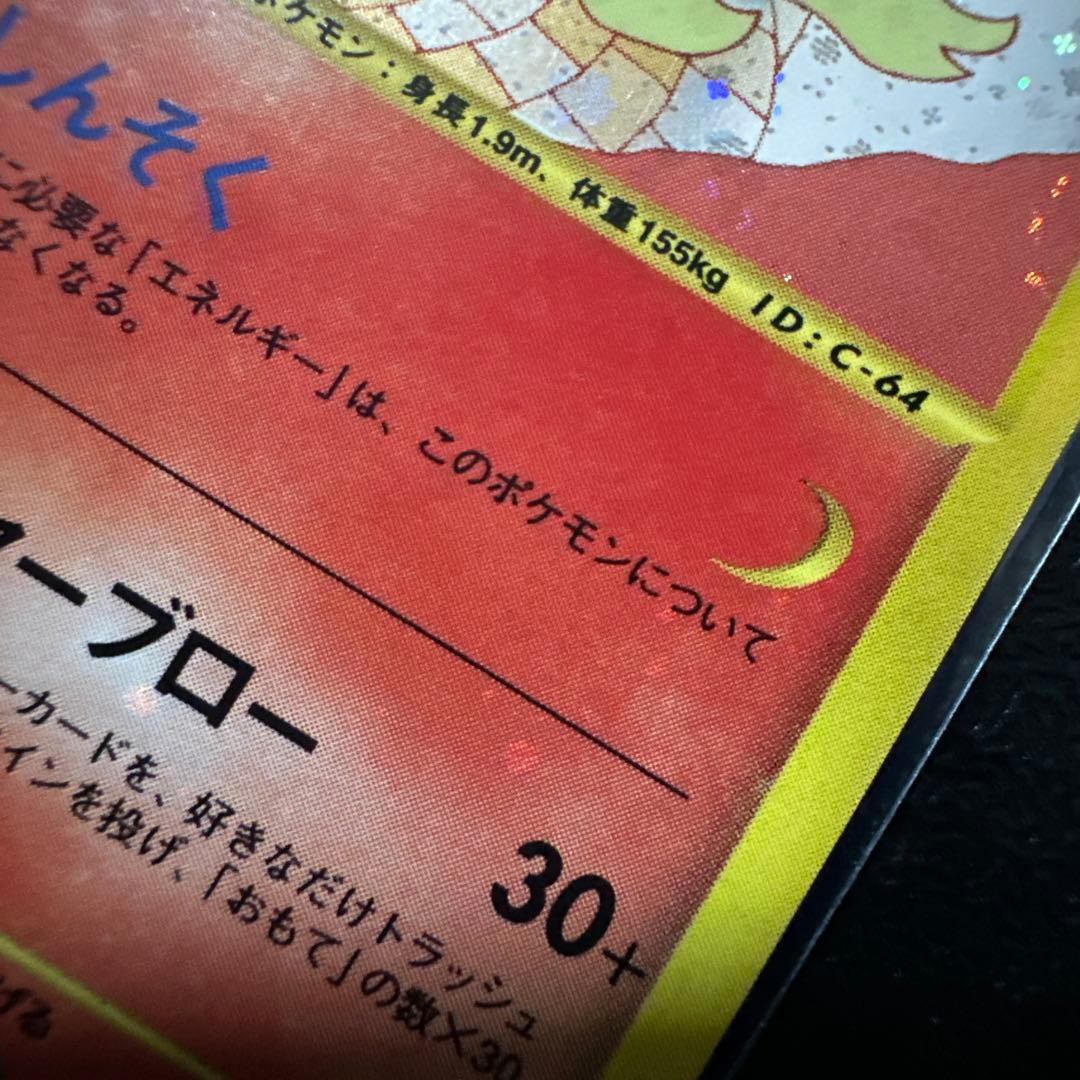 ポケモン：身長1.9m、体重155kg ID：C-64
しんそく
に必要な「エネルギー」は、このポケモンについて
なくなる。
ーブロー
30+
ーカードを、好きなだけトラッシュ
インを投げ、「おもて」の数×30
げる